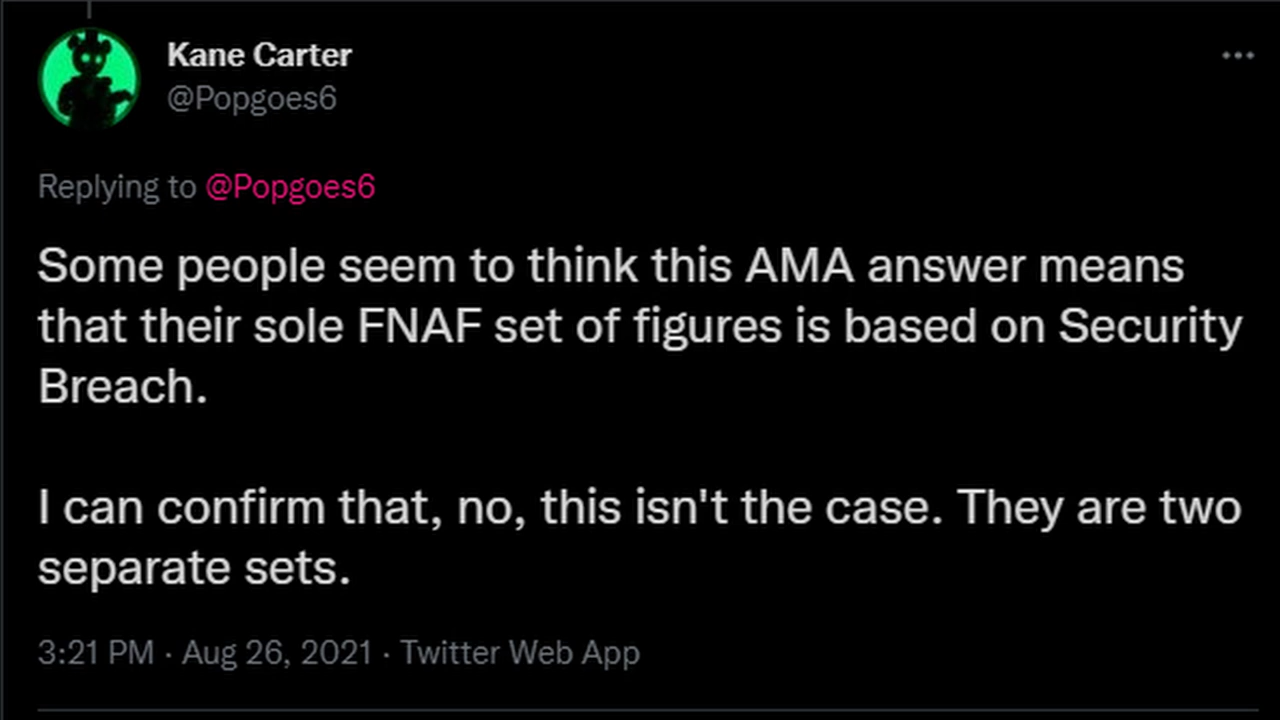 Kane Carter
@Popgoes6
Replying to @Popgoes6
Some people seem to think this AMA answer means
that their sole FNAF set of figures is based on Security
Breach.
I can confirm that, no, this isn't the case. They are two
separate sets.
3:21 PM · Aug 26, 2021 · Twitter Web App